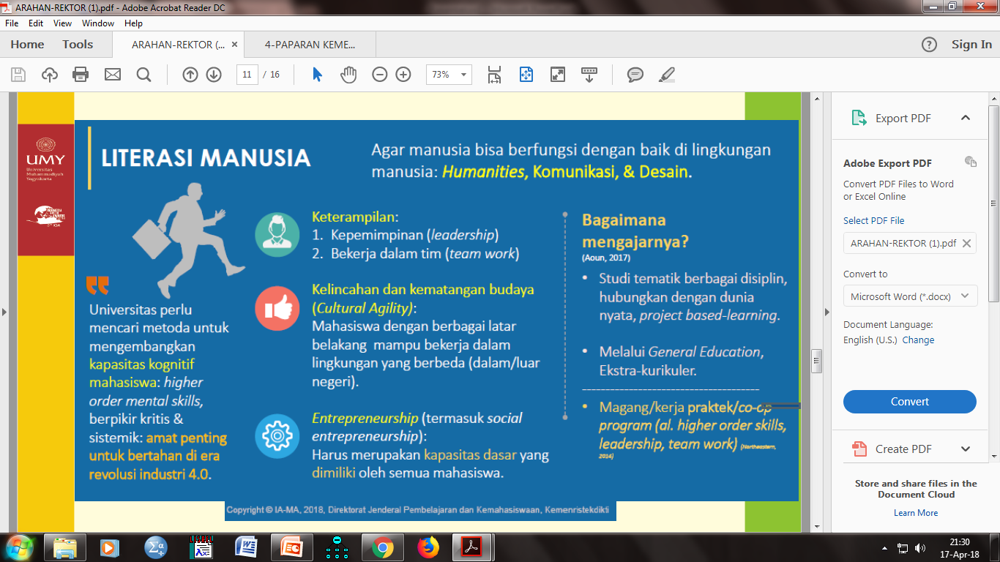 ARAHAN-REKTOR (1).pdf - Adobe Acrobat Reader DC
File Edit View Window Help
Home Tools ARAHAN-REKTOR (... × 4-PAPARAN KEME... Sign In
11 / 16 73%
UMY
Universitas
Muhammadiyah
Yogyakarta
LITERASI MANUSIA
Agar manusia bisa berfungsi dengan baik di lingkungan
manusia: Humanities, Komunikasi, & Desain.
Universitas perlu
mencari metoda untuk
mengembangkan
kapasitas kognitif
mahasiswa: higher
order mental skills,
berpikir kritis &
sistemik: amat penting
untuk bertahan di era
revolusi industri 4.0.
Keterampilan:
1. Kepemimpinan (leadership)
2. Bekerja dalam tim (team work)
Kelincahan dan kematangan budaya
(Cultural Agility):
Mahasiswa dengan berbagai latar
belakang mampu bekerja dalam
lingkungan yang berbeda (dalam/luar
negeri).
Entrepreneurship (termasuk social
entrepreneurship):
Harus merupakan kapasitas dasar yang
dimiliki oleh semua mahasiswa.
Bagaimana
mengajarnya?
(Aoun, 2017)
• Studi tematik berbagai disiplin,
hubungkan dengan dunia
nyata, project based-learning.
• Melalui General Education,
Ekstra-kurikuler.
• Magang/kerja praktek/co-op
program (al. higher order skills,
leadership, team work) (Northeastern,
2014)
Copyright © IA-MA, 2018, Direktorat Jenderal Pembelajaran dan Kemahasiswaan, Kemenristekdikti
Export PDF
Adobe Export PDF
Convert PDF Files to Word
or Excel Online
Select PDF File
ARAHAN-REKTOR (1).pdf
Convert to
Microsoft Word (*.docx)
Document Language:
English (U.S.) Change
Convert
Create PDF
Store and share files in the
Document Cloud
Learn More
21:30
17-Apr-18